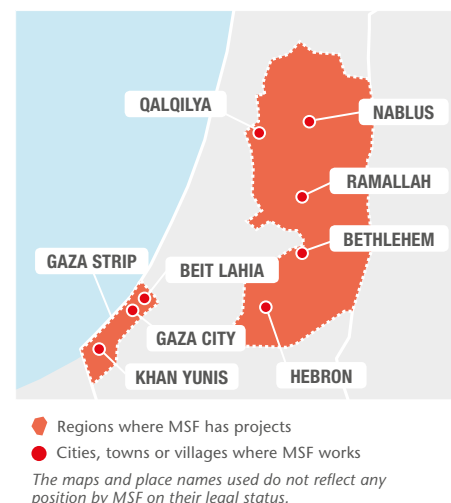 QALQILYA
NABLUS
RAMALLAH
BETHLEHEM
GAZA STRIP
BEIT LAHIA
GAZA CITY
KHAN YUNIS
HEBRON
Regions where MSF has projects
Cities, towns or villages where MSF works
The maps and place names used do not reflect any
position by MSF on their legal status.